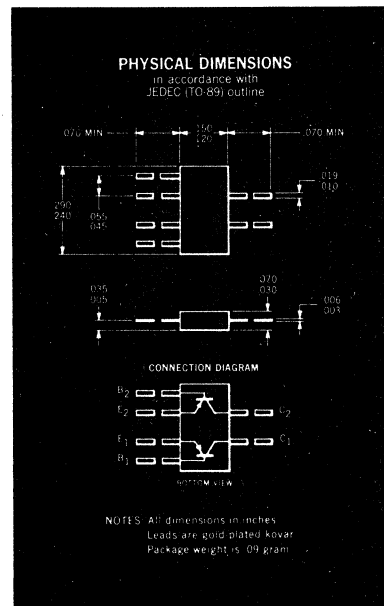 PHYSICAL DIMENSIONS
in accordance with
JEDEC (TO-89) outline
.070 MIN .150 .070 MIN
.120
.290
.240
.055
.045
.019
.010
.035
.005
.070
.030
.006
.003
CONNECTION DIAGRAM
B2
E2 C2
E1 C1
B1
BOTTOM VIEW
NOTES: All dimensions in inches
Leads are gold-plated kovar
Package weight is .09 gram